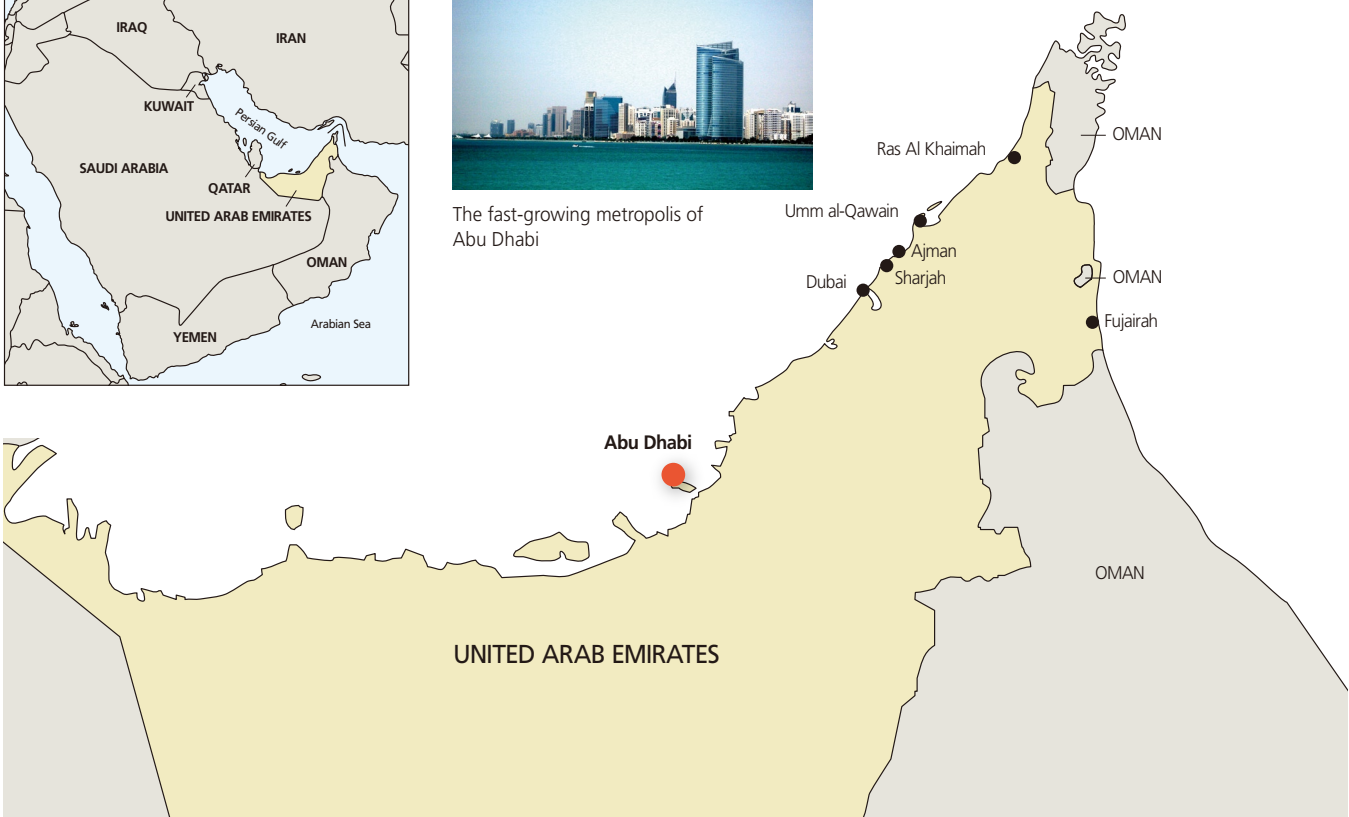 IRAQ
IRAN
KUWAIT
Persian Gulf
SAUDI ARABIA
QATAR
UNITED ARAB EMIRATES
OMAN
Arabian Sea
YEMEN
The fast-growing metropolis of
Abu Dhabi
OMAN
Ras Al Khaimah
Umm al-Qawain
Ajman
Sharjah
Dubai
OMAN
Fujairah
Abu Dhabi
OMAN
UNITED ARAB EMIRATES